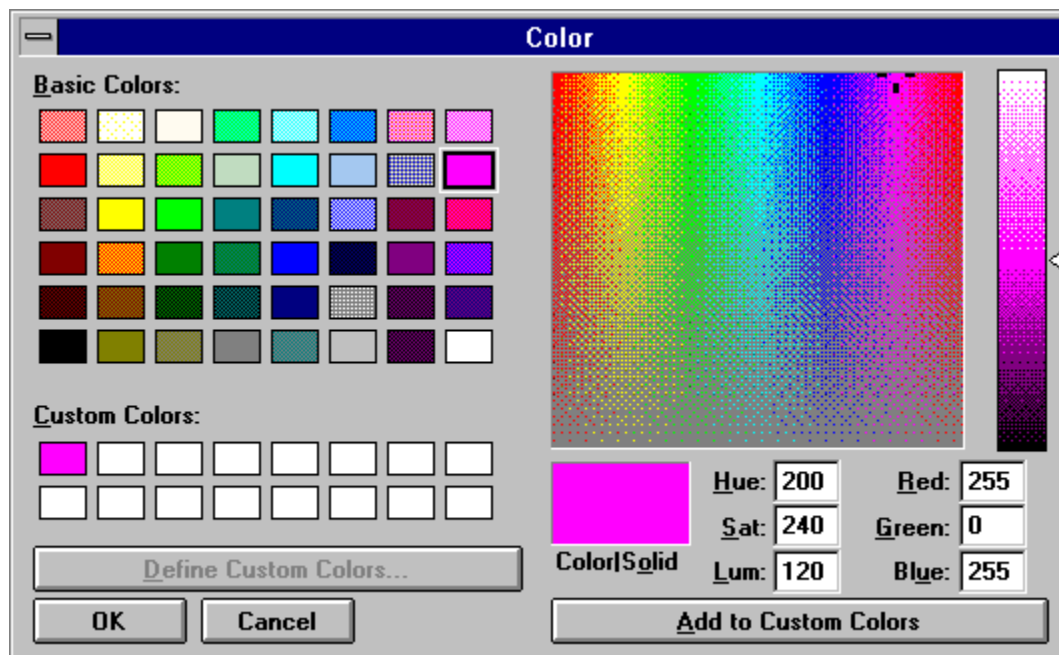 Color
Basic Colors:
Custom Colors:
Define Custom Colors...
OK Cancel
Color|Solid
Hue: 200 Red: 255
Sat: 240 Green: 0
Lum: 120 Blue: 255
Add to Custom Colors